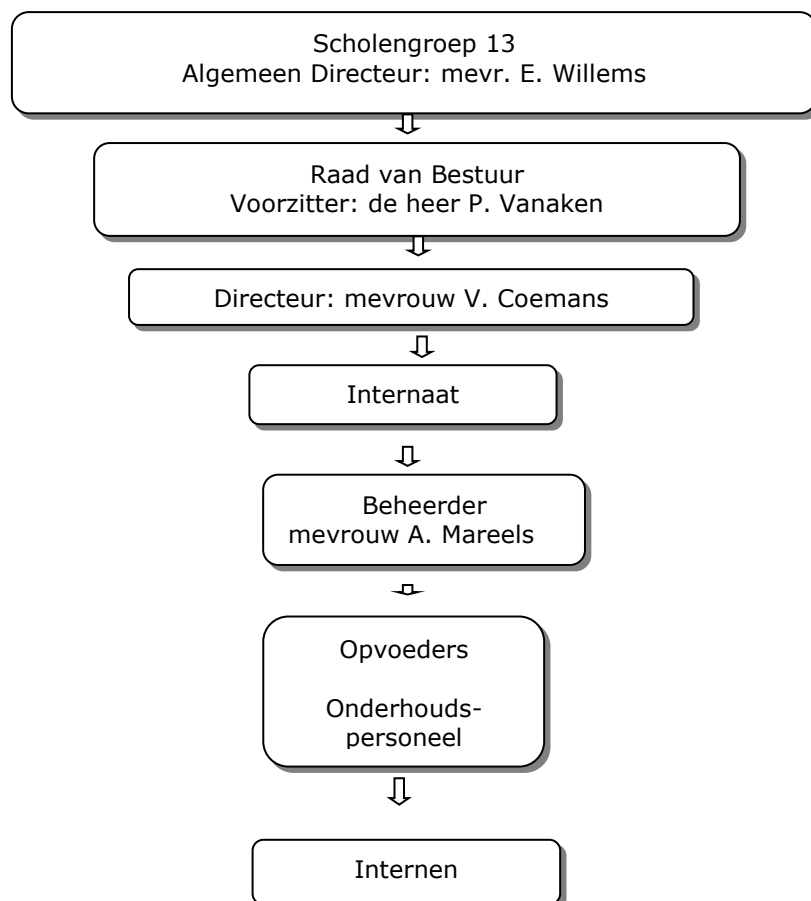 Scholengroep 13
Algemeen Directeur: mevr. E. Willems
Raad van Bestuur
Voorzitter: de heer P. Vanaken
Directeur: mevrouw V. Coemans
Internaat
Beheerder
mevrouw A. Mareels
Opvoeders
Onderhouds-
personeel
Internen